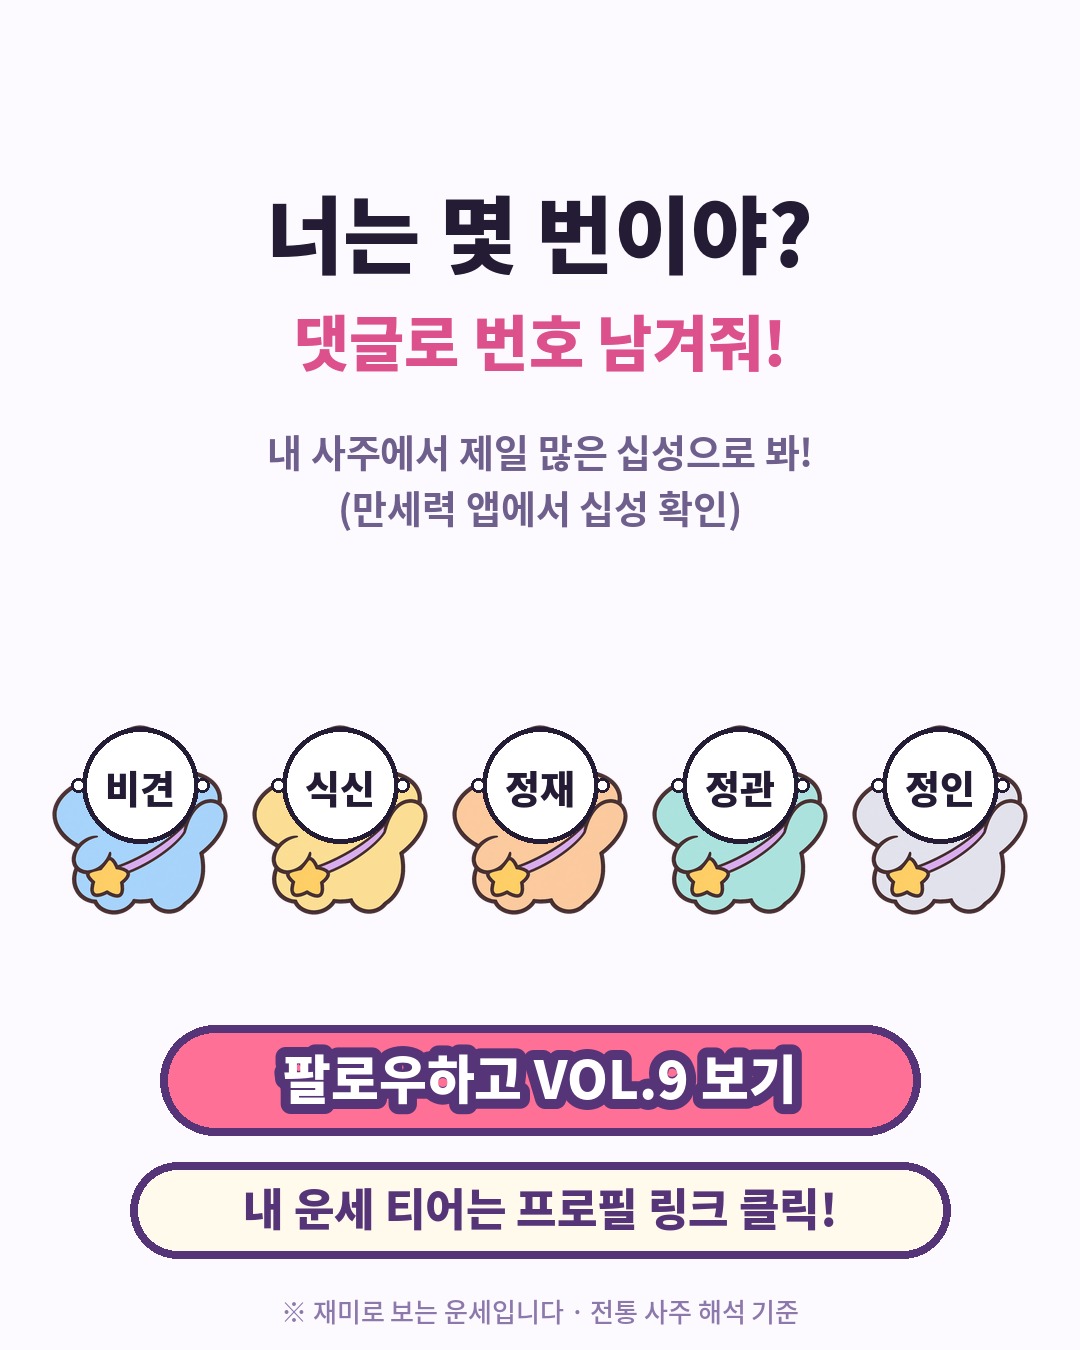 너는 몇 번이야?
댓글로 번호 남겨줘!
내 사주에서 제일 많은 십성으로 봐!
(만세력 앱에서 십성 확인)
비견 식신 정재 정관 정인
팔로우하고 VOL.9 보기
내 운세 티어는 프로필 링크 클릭!
※ 재미로 보는 운세입니다 · 전통 사주 해석 기준